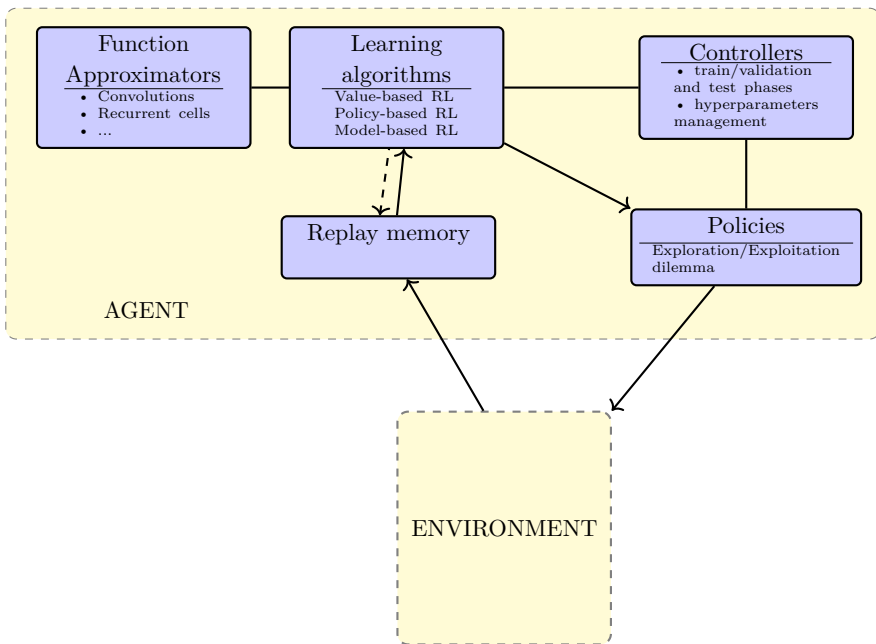 Function
Approximators
• Convolutions
• Recurrent cells
• ...
Learning
algorithms
Value-based RL
Policy-based RL
Model-based RL
Controllers
• train/validation
and test phases
• hyperparameters
management
Replay memory
Policies
Exploration/Exploitation
dilemma
AGENT
ENVIRONMENT